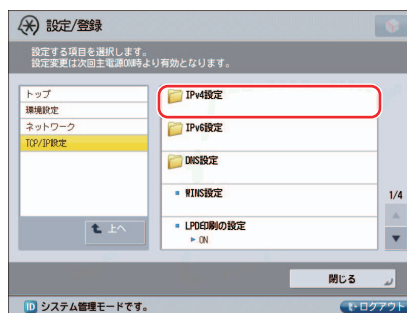 設定/登録
設定する項目を選択します。
設定変更は次回主電源ON時より有効となります。
トップ
環境設定
ネットワーク
TCP/IP設定
上へ
IPv4設定
IPv6設定
DNS設定
WINS設定
LPD印刷の設定
ON
1/4
閉じる
ID システム管理モードです。
ログアウト